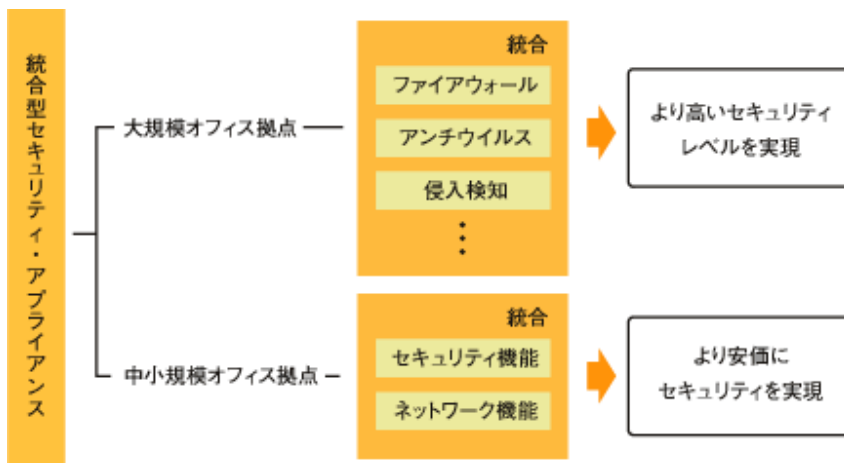 統合型セキュリティ・アプライアンス
大規模オフィス拠点
統合
ファイアウォール
アンチウイルス
侵入検知
より高いセキュリティ
レベルを実現
中小規模オフィス拠点
統合
セキュリティ機能
ネットワーク機能
より安価に
セキュリティを実現